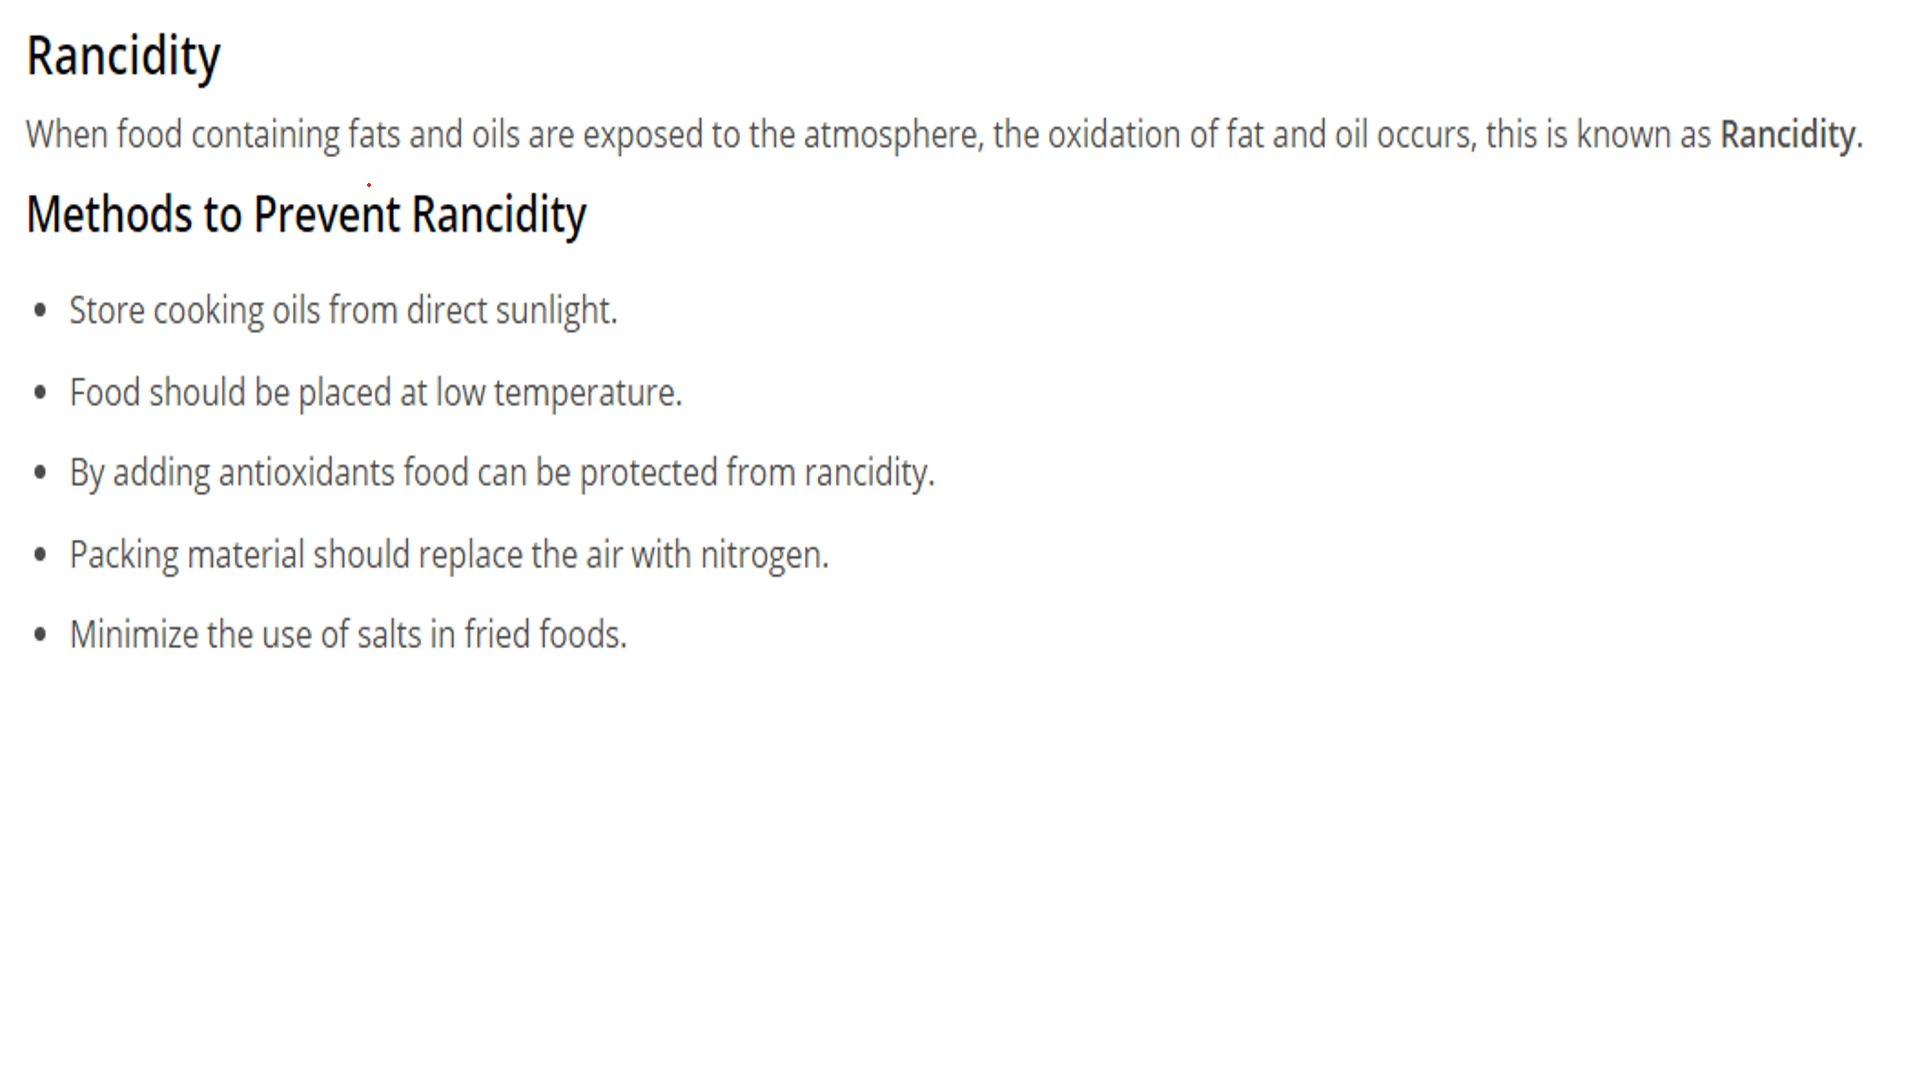 Rancidity
When food containing fats and oils are exposed to the atmosphere, the oxidation of fat and oil occurs, this is known as Rancidity.
Methods to Prevent Rancidity
• Store cooking oils from direct sunlight.
• Food should be placed at low temperature.
• By adding antioxidants food can be protected from rancidity.
• Packing material should replace the air with nitrogen.
• Minimize the use of salts in fried foods.